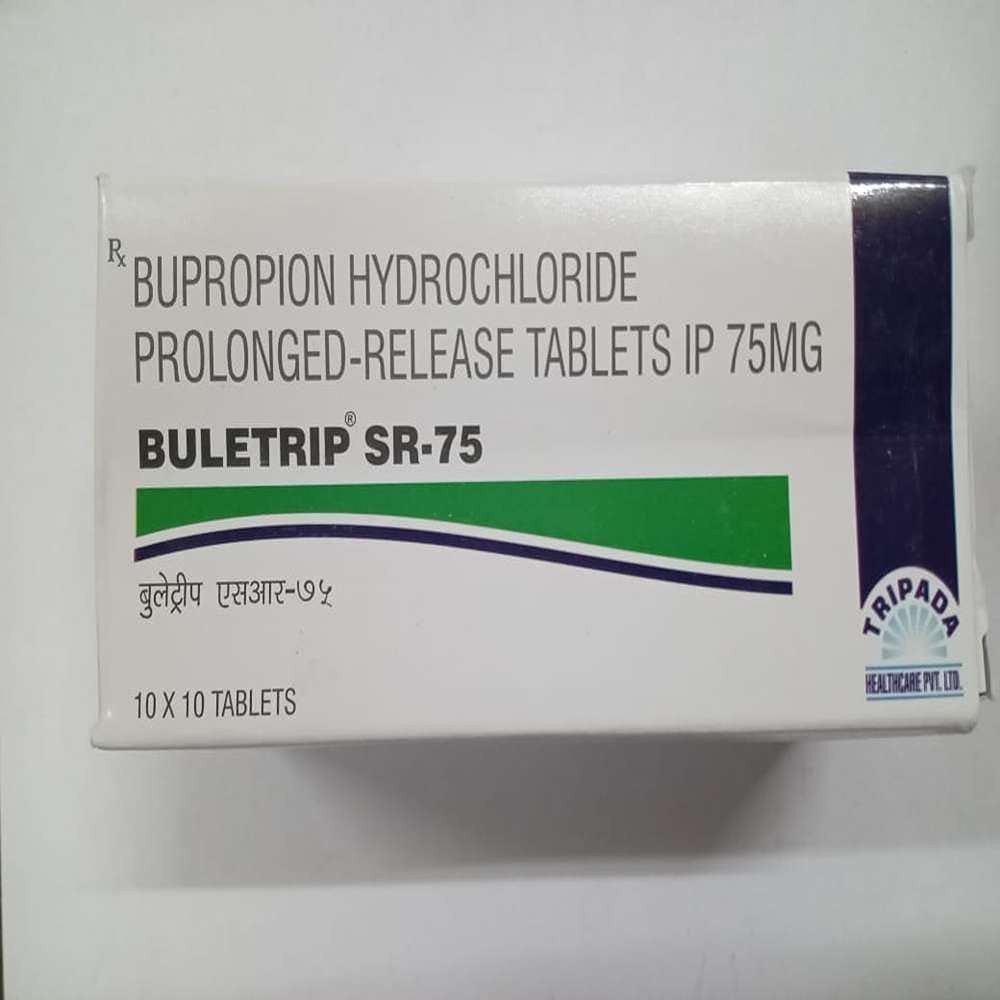 Rx BUPROPION HYDROCHLORIDE
PROLONGED-RELEASE TABLETS IP 75MG
BULETRIP® SR-75
बुलेट्रीप एसआर-७५
10 X 10 TABLETS
TRIPADA
HEALTHCARE PVT. LTD.